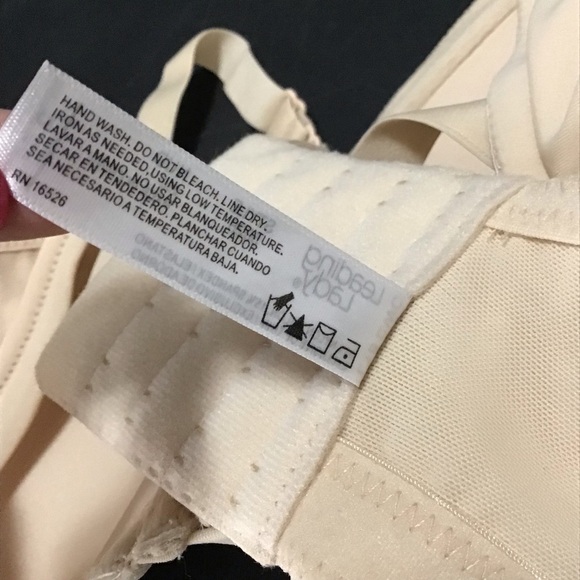 HAND WASH. DO NOT BLEACH. LINE DRY.
IRON AS NEEDED, USING LOW TEMPERATURE.
LAVAR A MANO. NO USAR BLANQUEADOR.
SECAR EN TENDEDERO. PLANCHAR CUANDO
SEA NECESARIO A TEMPERATURA BAJA.
RN 16526
Leading
Lady